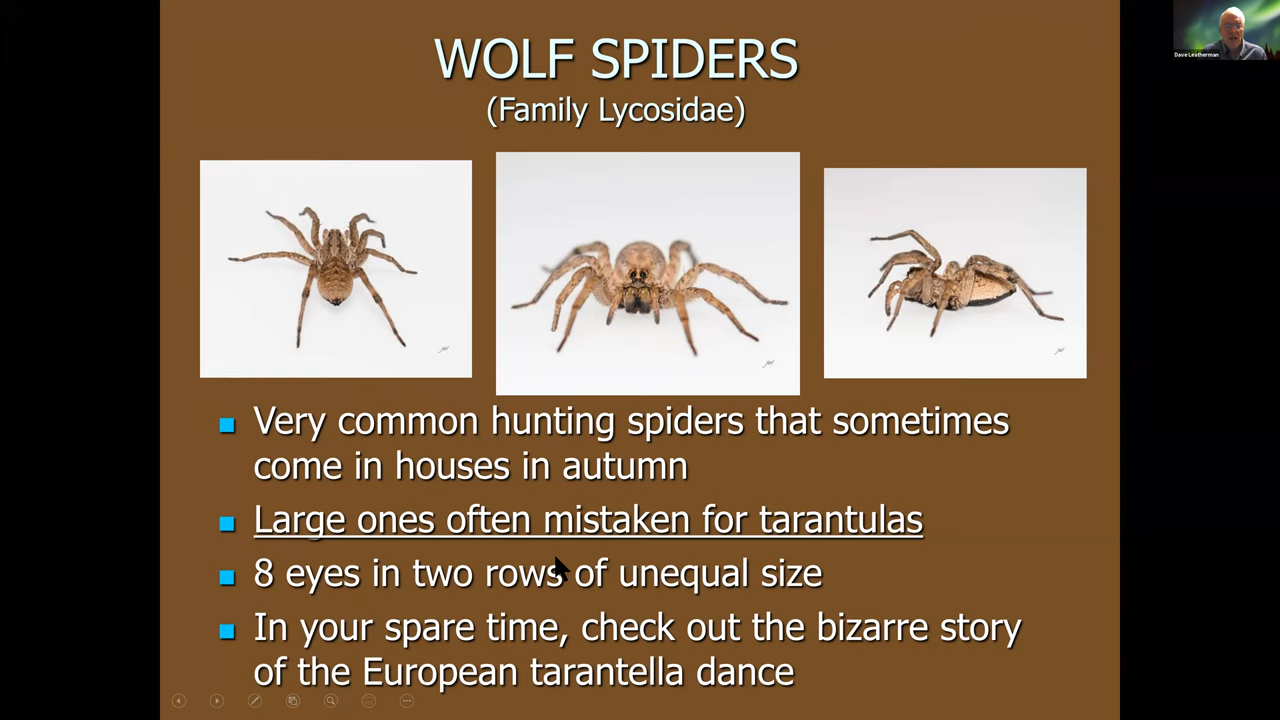 WOLF SPIDERS
(Family Lycosidae)
Dave Leatherman
Very common hunting spiders that sometimes
come in houses in autumn
Large ones often mistaken for tarantulas
8 eyes in two rows of unequal size
In your spare time, check out the bizarre story
of the European tarantella dance